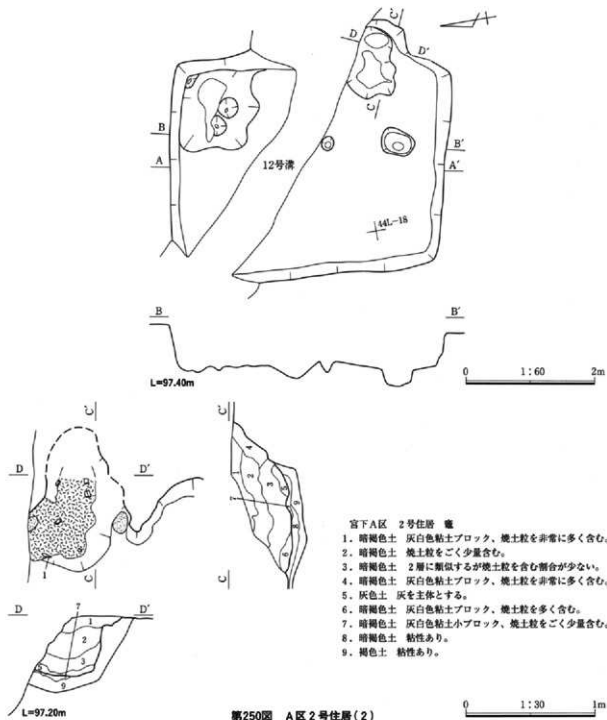 C'
D
D'
B
A
12号溝
B'
A'
C
44L-18
B
B'
L=97.40m
0 1:60 2m
C'
C'
D
D'
4
2
3
5
7
9
8
6
1
C
C
宮下A区 2号住居 竈
1．暗褐色土 灰白色粘土ブロック、焼土粒を非常に多く含む。
2．暗褐色土 焼土粒をごく少量含む。
3．暗褐色土 2層に類似するが焼土粒を含む割合が少ない。
4．暗褐色土 灰白色粘土ブロック、焼土粒を非常に多く含む。
5．灰色土 灰を主体とする。
6．暗褐色土 灰白色粘土ブロック、焼土粒を多く含む。
7．暗褐色土 灰白色粘土小ブロック、焼土粒をごく少量含む。
8．暗褐色土 粘性あり。
9．褐色土 粘性あり。
D
7
D'
1
2
3
9
L=97.20m
第250図 A区2号住居(2)
0 1:30 1m